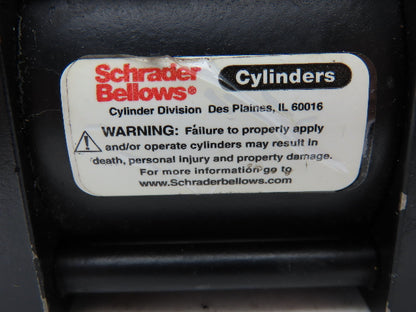 Schrader Bellows® Cylinders
Cylinder Division Des Plaines, IL 60016
WARNING: Failure to properly apply
and/or operate cylinders may result in
death, personal injury and property damage.
For more information go to
www.Schraderbellows.com